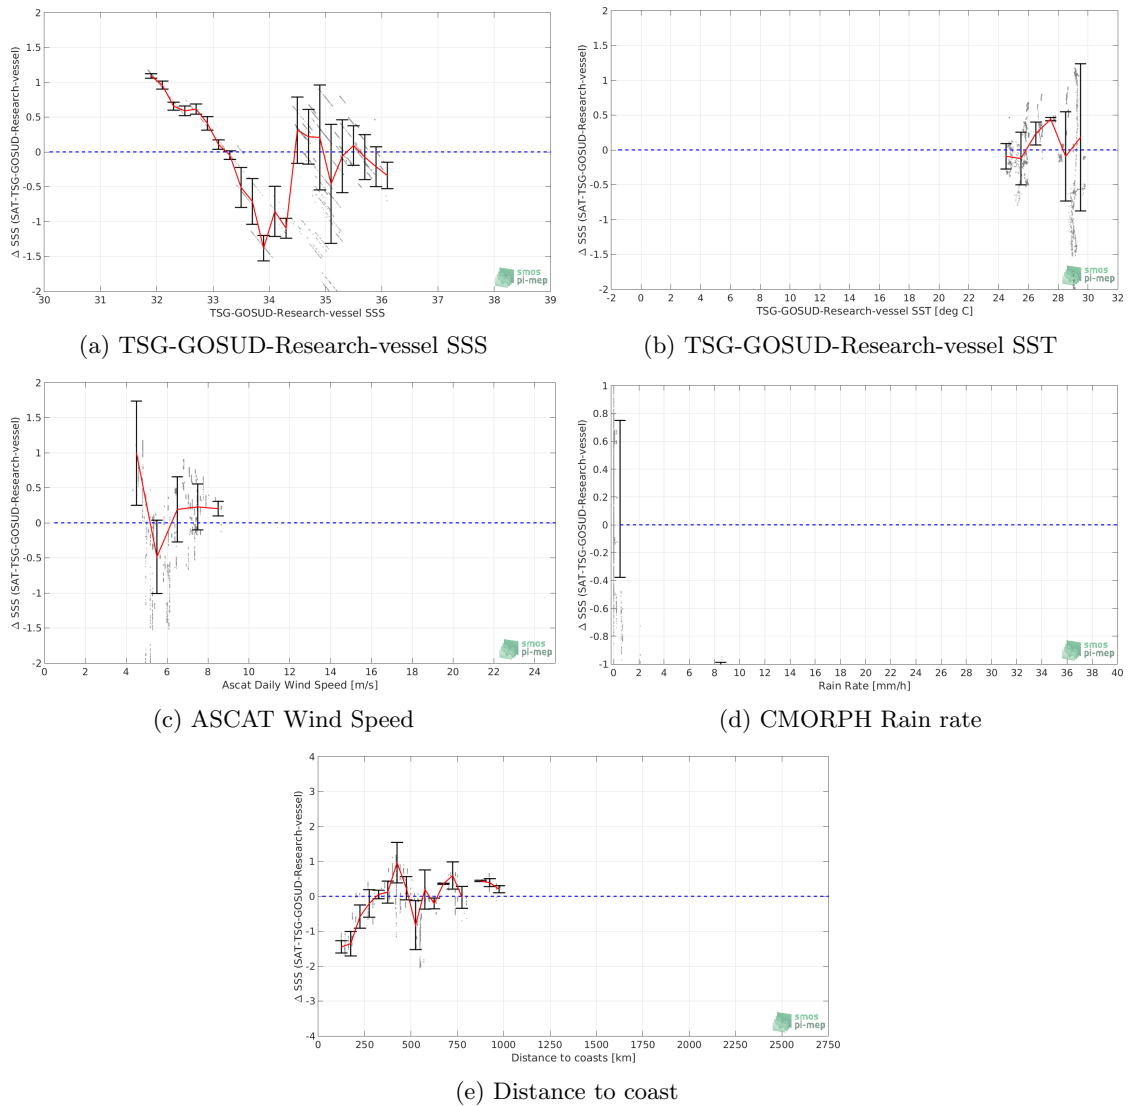 2
1.5
1
0.5
0
-0.5
-1
-1.5
-2
Δ SSS (SAT-TSG-GOSUD-Research-vessel)
30 31 32 33 34 35 36 37 38 39
TSG-GOSUD-Research-vessel SSS
smos
pi-mep
(a) TSG-GOSUD-Research-vessel SSS
2
1.5
1
0.5
0
-0.5
-1
-1.5
-2
Δ SSS (SAT-TSG-GOSUD-Research-vessel)
-2 0 2 4 6 8 10 12 14 16 18 20 22 24 26 28 30 32
TSG-GOSUD-Research-vessel SST [deg C]
smos
pi-mep
(b) TSG-GOSUD-Research-vessel SST
2
1.5
1
0.5
0
-0.5
-1
-1.5
-2
Δ SSS (SAT-TSG-GOSUD-Research-vessel)
0 2 4 6 8 10 12 14 16 18 20 22 24
Ascat Daily Wind Speed [m/s]
smos
pi-mep
(c) ASCAT Wind Speed
1
0.8
0.6
0.4
0.2
0
-0.2
-0.4
-0.6
-0.8
-1
Δ SSS (SAT-TSG-GOSUD-Research-vessel)
0 2 4 6 8 10 12 14 16 18 20 22 24 26 28 30 32 34 36 38 40
Rain Rate [mm/h]
smos
pi-mep
(d) CMORPH Rain rate
4
3
2
1
0
-1
-2
-3
-4
Δ SSS (SAT-TSG-GOSUD-Research-vessel)
0 250 500 750 1000 1250 1500 1750 2000 2250 2500 2750
Distance to coasts [km]
smos
pi-mep
(e) Distance to coast